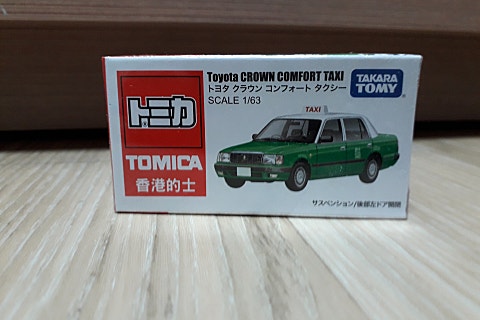 トミカ
TOMICA
香港的士
Toyota CROWN COMFORT TAXI
トヨタ クラウン コンフォート タクシー
SCALE 1/63
TAKARA
TOMY
TAXI
サスペンション/後部左ドア開閉